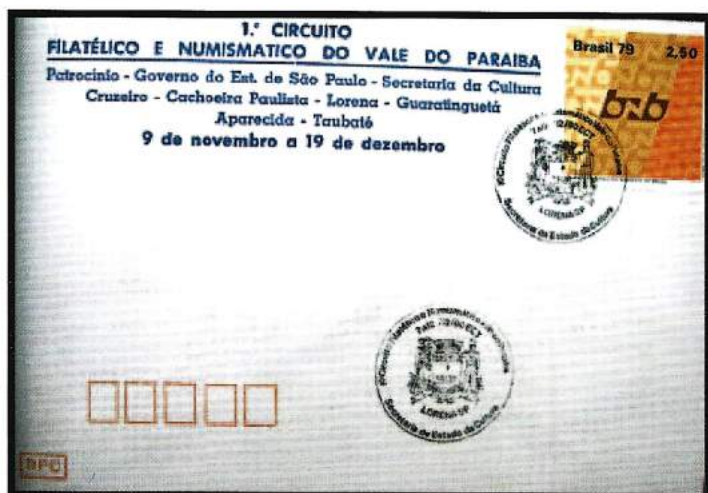 1.° CIRCUITO
FILATÉLICO E NUMISMATICO DO VALE DO PARAIBA
Patrocinio - Governo do Est. de São Paulo - Secretaria da Cultura
Cruzeiro - Cachoeira Paulista - Lorena - Guaratinguetá
Aparecida - Taubaté
9 de novembro a 19 de dezembro
Brasil 79 2,50
bnb
LORENA-SP
Secretaria de Estado da Cultura
LORENA-SP
Secretaria de Estado da Cultura